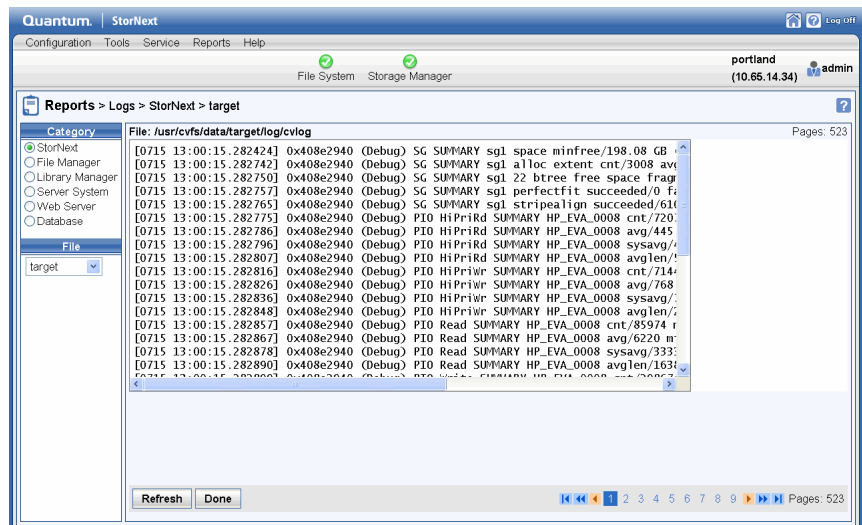 Quantum. StorNext
Log Off
Configuration Tools Service Reports Help
File System Storage Manager
portland
(10.65.14.34)
admin
Reports > Logs > StorNext > target
Category
StorNext
File Manager
Library Manager
Server System
Web Server
Database
File
target
File: /usr/cvfs/data/target/log/cvlog
Pages: 523
[0715 13:00:15.282424] 0x408e2940 (Debug) SG SUMMARY sg1 space minfree/198.08 GB
[0715 13:00:15.282742] 0x408e2940 (Debug) SG SUMMARY sg1 alloc extent cnt/3008 avg
[0715 13:00:15.282750] 0x408e2940 (Debug) SG SUMMARY sg1 22 btree free space fragm
[0715 13:00:15.282757] 0x408e2940 (Debug) SG SUMMARY sg1 perfectfit succeeded/0 fa
[0715 13:00:15.282765] 0x408e2940 (Debug) SG SUMMARY sg1 stripealign succeeded/610
[0715 13:00:15.282775] 0x408e2940 (Debug) PIO HiPriRd SUMMARY HP_EVA_0008 cnt/7207
[0715 13:00:15.282786] 0x408e2940 (Debug) PIO HiPriRd SUMMARY HP_EVA_0008 avg/445
[0715 13:00:15.282796] 0x408e2940 (Debug) PIO HiPriRd SUMMARY HP_EVA_0008 sysavg/4
[0715 13:00:15.282807] 0x408e2940 (Debug) PIO HiPriRd SUMMARY HP_EVA_0008 avglen/
[0715 13:00:15.282816] 0x408e2940 (Debug) PIO HiPriWr SUMMARY HP_EVA_0008 cnt/7144
[0715 13:00:15.282826] 0x408e2940 (Debug) PIO HiPriWr SUMMARY HP_EVA_0008 avg/768
[0715 13:00:15.282836] 0x408e2940 (Debug) PIO HiPriWr SUMMARY HP_EVA_0008 sysavg/
[0715 13:00:15.282848] 0x408e2940 (Debug) PIO HiPriWr SUMMARY HP_EVA_0008 avglen/2
[0715 13:00:15.282857] 0x408e2940 (Debug) PIO Read SUMMARY HP_EVA_0008 cnt/85974
[0715 13:00:15.282867] 0x408e2940 (Debug) PIO Read SUMMARY HP_EVA_0008 avg/6220
[0715 13:00:15.282878] 0x408e2940 (Debug) PIO Read SUMMARY HP_EVA_0008 sysavg/3333
[0715 13:00:15.282890] 0x408e2940 (Debug) PIO Read SUMMARY HP_EVA_0008 avglen/1638
Refresh Done
1 2 3 4 5 6 7 8 9 Pages: 523